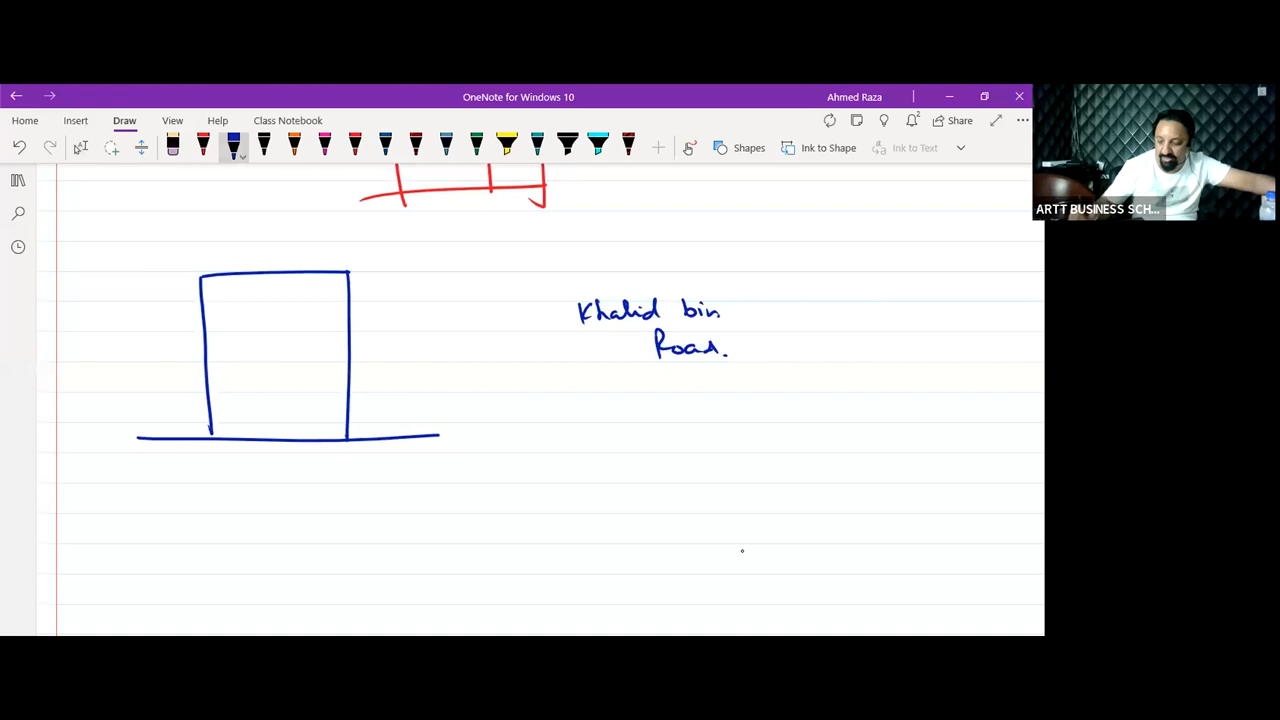 OneNote for Windows 10
Ahmed Raza
Home Insert Draw View Help Class Notebook
Share
Shapes Ink to Shape Ink to Text
ARTT BUSINESS SCH...
Khalid bin
Road.